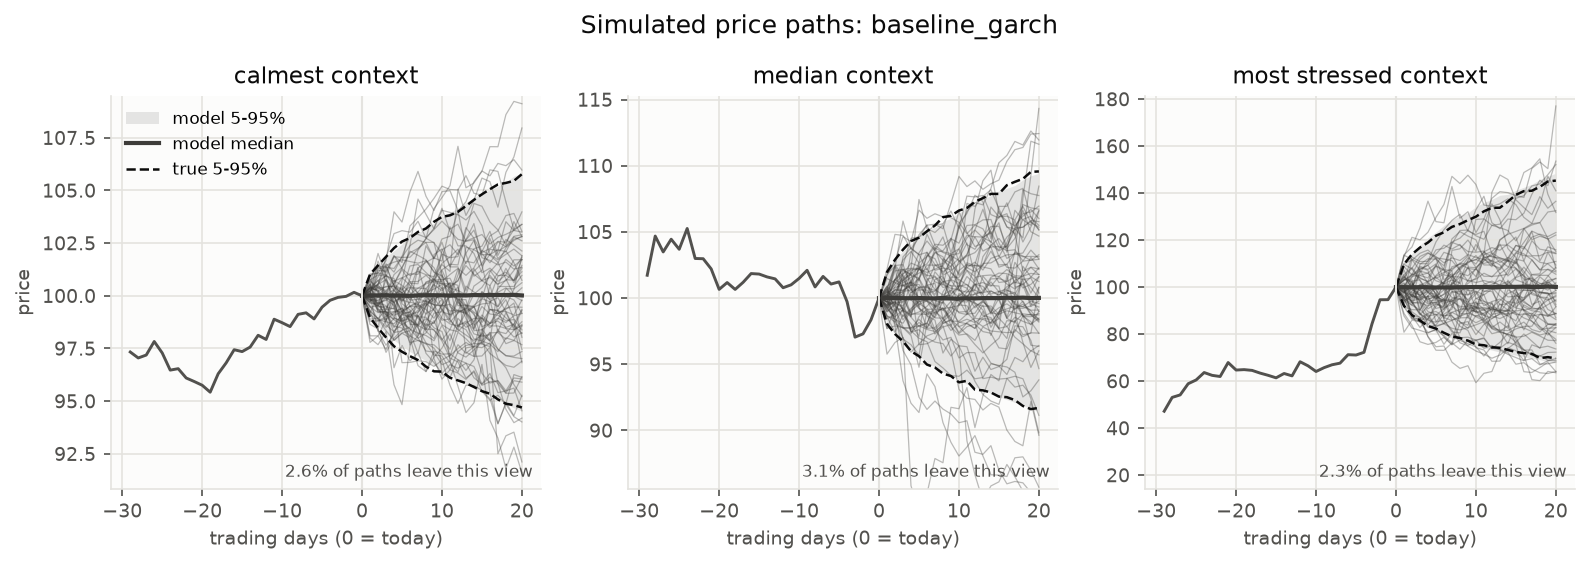 Simulated price paths: baseline_garch
calmest context
median context
most stressed context
model 5-95%
model median
true 5-95%
107.5
105.0
102.5
100.0
97.5
95.0
92.5
price
2.6% of paths leave this view
−30
−20
−10
0
10
20
trading days (0 = today)
115
110
105
100
95
90
price
3.1% of paths leave this view
−30
−20
−10
0
10
20
trading days (0 = today)
180
160
140
120
100
80
60
40
20
price
2.3% of paths leave this view
−30
−20
−10
0
10
20
trading days (0 = today)